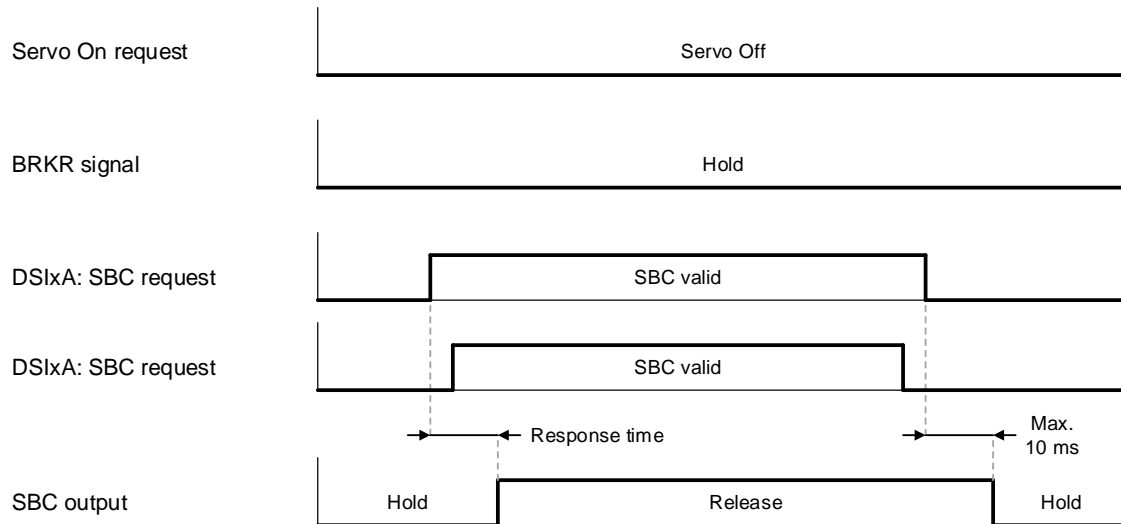 Servo On request
Servo Off
BRKR signal
Hold
DSIxA: SBC request
SBC valid
DSIxA: SBC request
SBC valid
Response time
Max.
10 ms
SBC output
Hold
Release
Hold